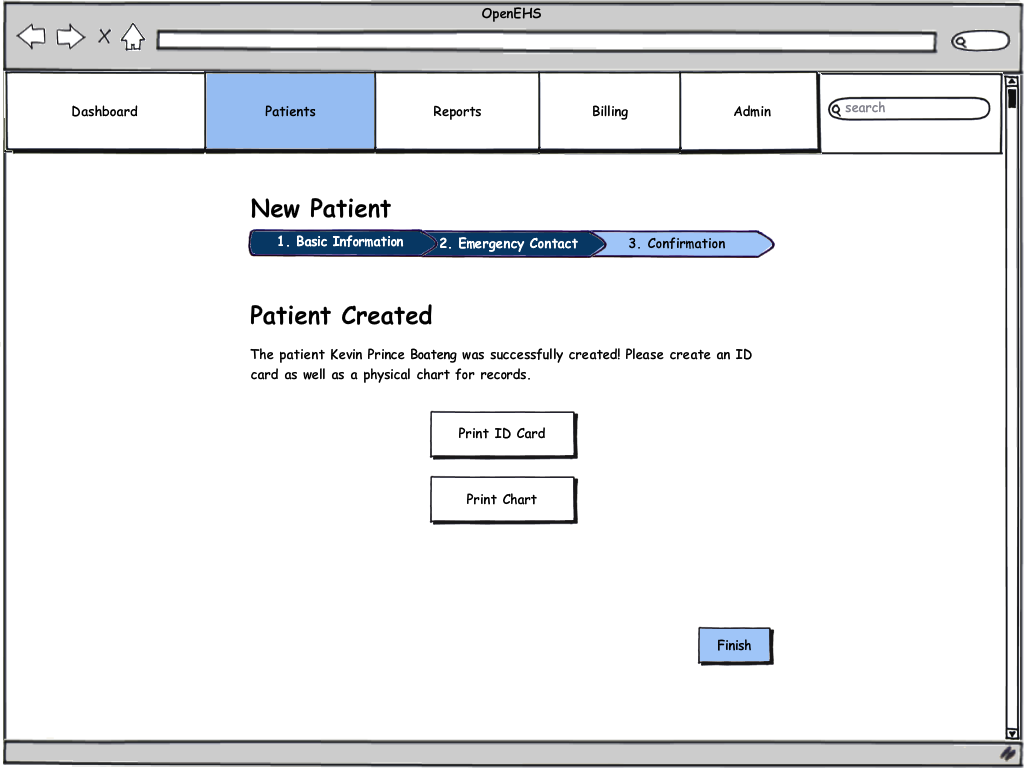 OpenEHS
Dashboard
Patients
Reports
Billing
Admin
search
New Patient
1. Basic Information
2. Emergency Contact
3. Confirmation
Patient Created
The patient Kevin Prince Boateng was successfully created! Please create an ID
card as well as a physical chart for records.
Print ID Card
Print Chart
Finish